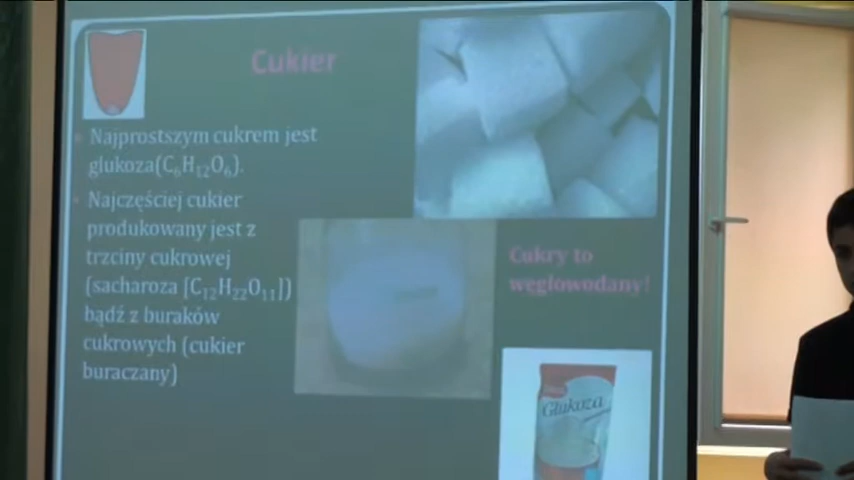 Cukier
Najprostszym cukrem jest
glukoza(C₆H₁₂O₆).
Najczęściej cukier
produkowany jest z
trzciny cukrowej
(sacharoza [C₁₂H₂₂O₁₁])
bądź z buraków
cukrowych (cukier
buraczany)
Cukry to
węglowodany!
Glukoza